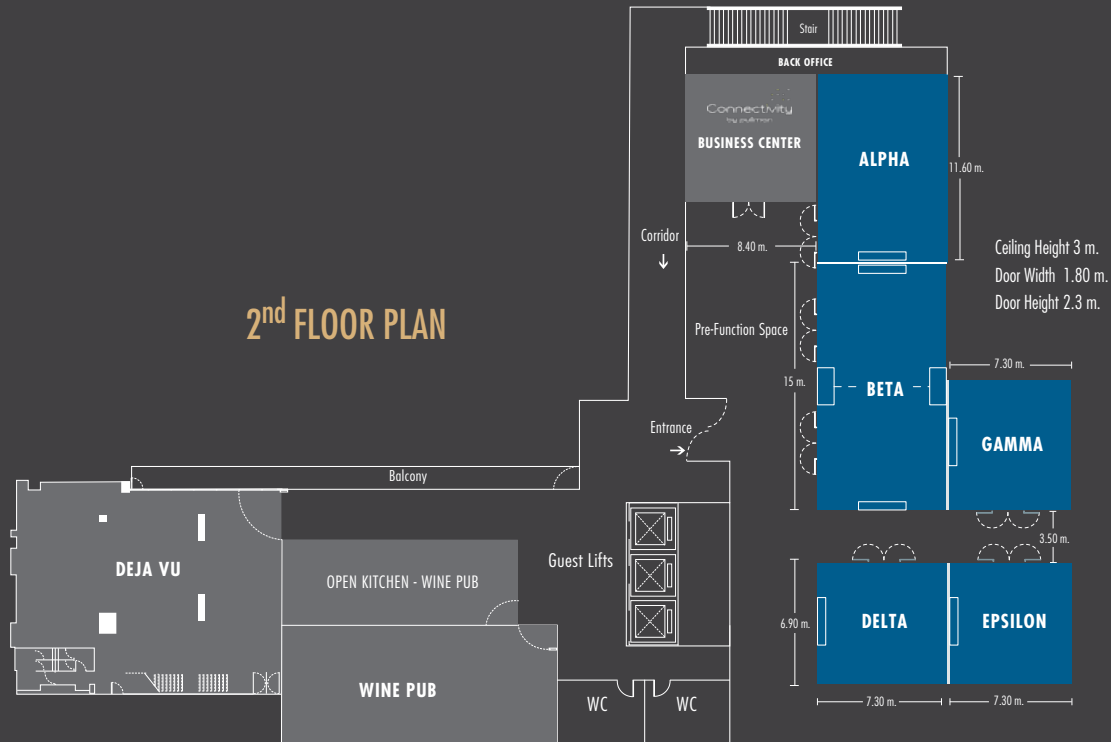 Stair
BACK OFFICE
Connectivity
by pullman
BUSINESS CENTER
ALPHA
11.60 m.
Corridor
8.40 m.
Ceiling Height 3 m.
Door Width 1.80 m.
Door Height 2.3 m.
2nd FLOOR PLAN
Pre-Function Space
7.30 m.
15 m.
BETA
Entrance
GAMMA
Balcony
3.50 m.
Guest Lifts
DEJA VU
OPEN KITCHEN - WINE PUB
6.90 m.
DELTA
EPSILON
WINE PUB
WC
WC
7.30 m.
7.30 m.